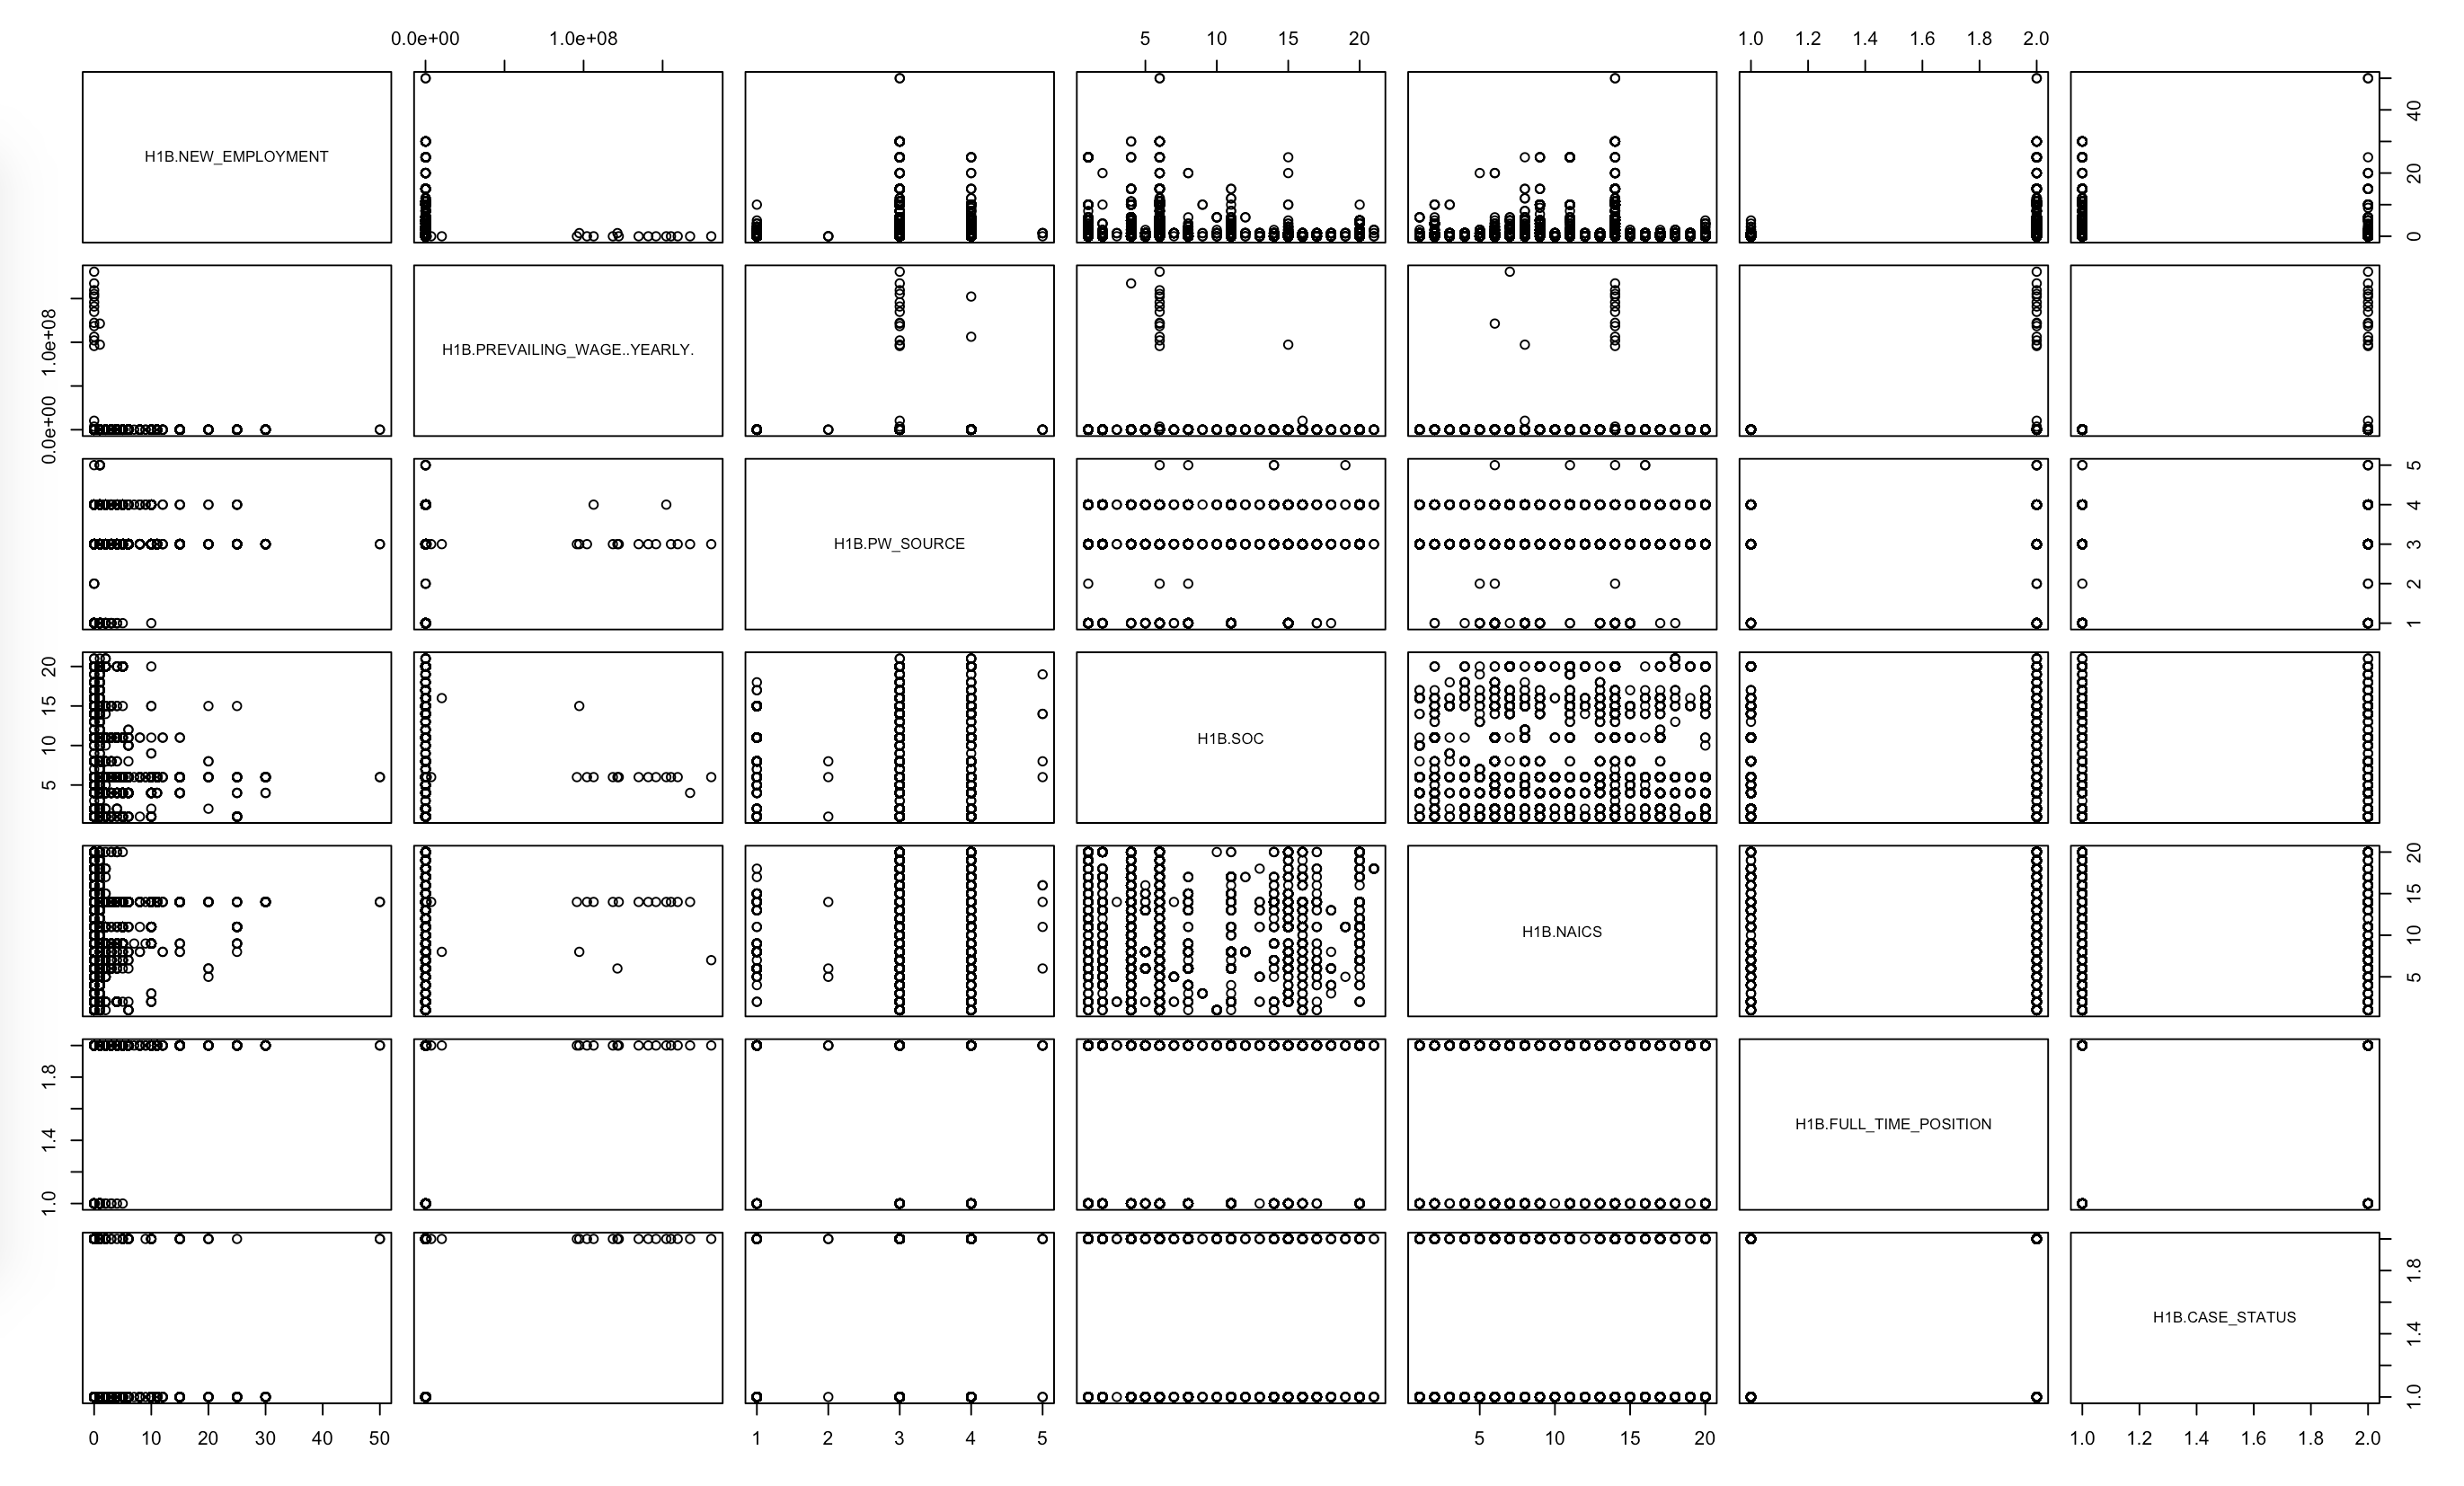 0.0e+00 1.0e+08 5 10 15 20 1.0 1.2 1.4 1.6 1.8 2.0
H1B.NEW_EMPLOYMENT
0 20 40
H1B.PREVAILING_WAGE..YEARLY.
0.0e+00 1.0e+08
H1B.PW_SOURCE
1 2 3 4 5
H1B.SOC
5 10 15 20
H1B.NAICS
5 10 15 20
H1B.FULL_TIME_POSITION
1.0 1.4 1.8
H1B.CASE_STATUS
1.0 1.4 1.8
0 10 20 30 40 50 1 2 3 4 5 5 10 15 20 1.0 1.2 1.4 1.6 1.8 2.0